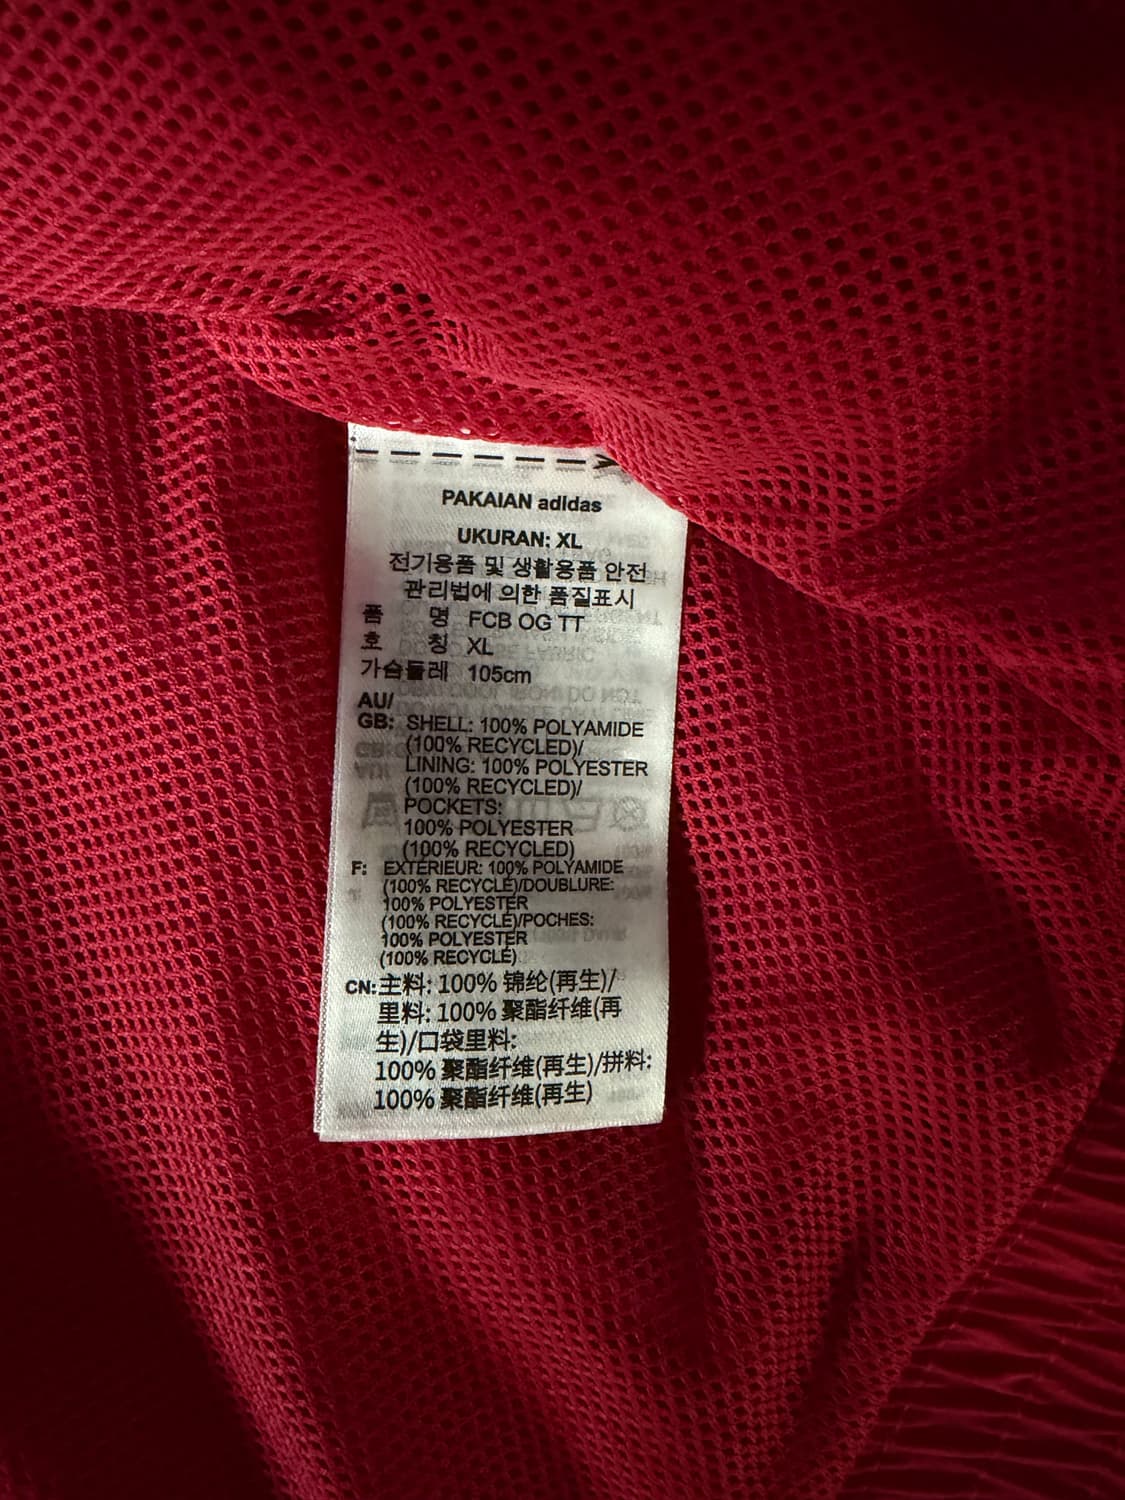 PAKAIAN adidas
UKURAN: XL
전기용품 및 생활용품 안전
관리법에 의한 품질표시
품 명 FCB OG TT
호 칭 XL
가슴둘레 105cm
AU/
GB: SHELL: 100% POLYAMIDE
(100% RECYCLED)/
LINING: 100% POLYESTER
(100% RECYCLED)/
POCKETS:
100% POLYESTER
(100% RECYCLED)
F: EXTÉRIEUR: 100% POLYAMIDE
(100% RECYCLÉ)/DOUBLURE:
100% POLYESTER
(100% RECYCLÉ)/POCHES:
100% POLYESTER
(100% RECYCLÉ)
CN: 主料: 100% 锦纶(再生)/
里料: 100% 聚酯纤维(再
生)/口袋里料:
100% 聚酯纤维(再生)/拼料:
100% 聚酯纤维(再生)